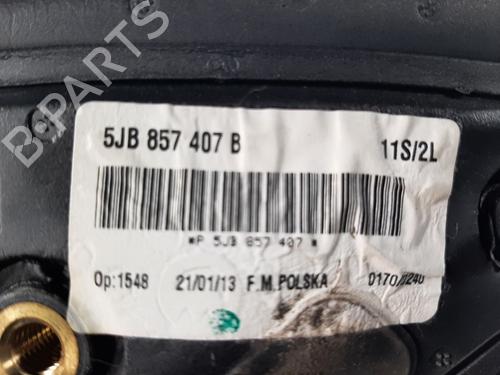 5JB 857 407 B 11S/2L
*P 5JB 857 407 *
Op:1548 21/01/13 F.M.POLSKA
B-PARTS